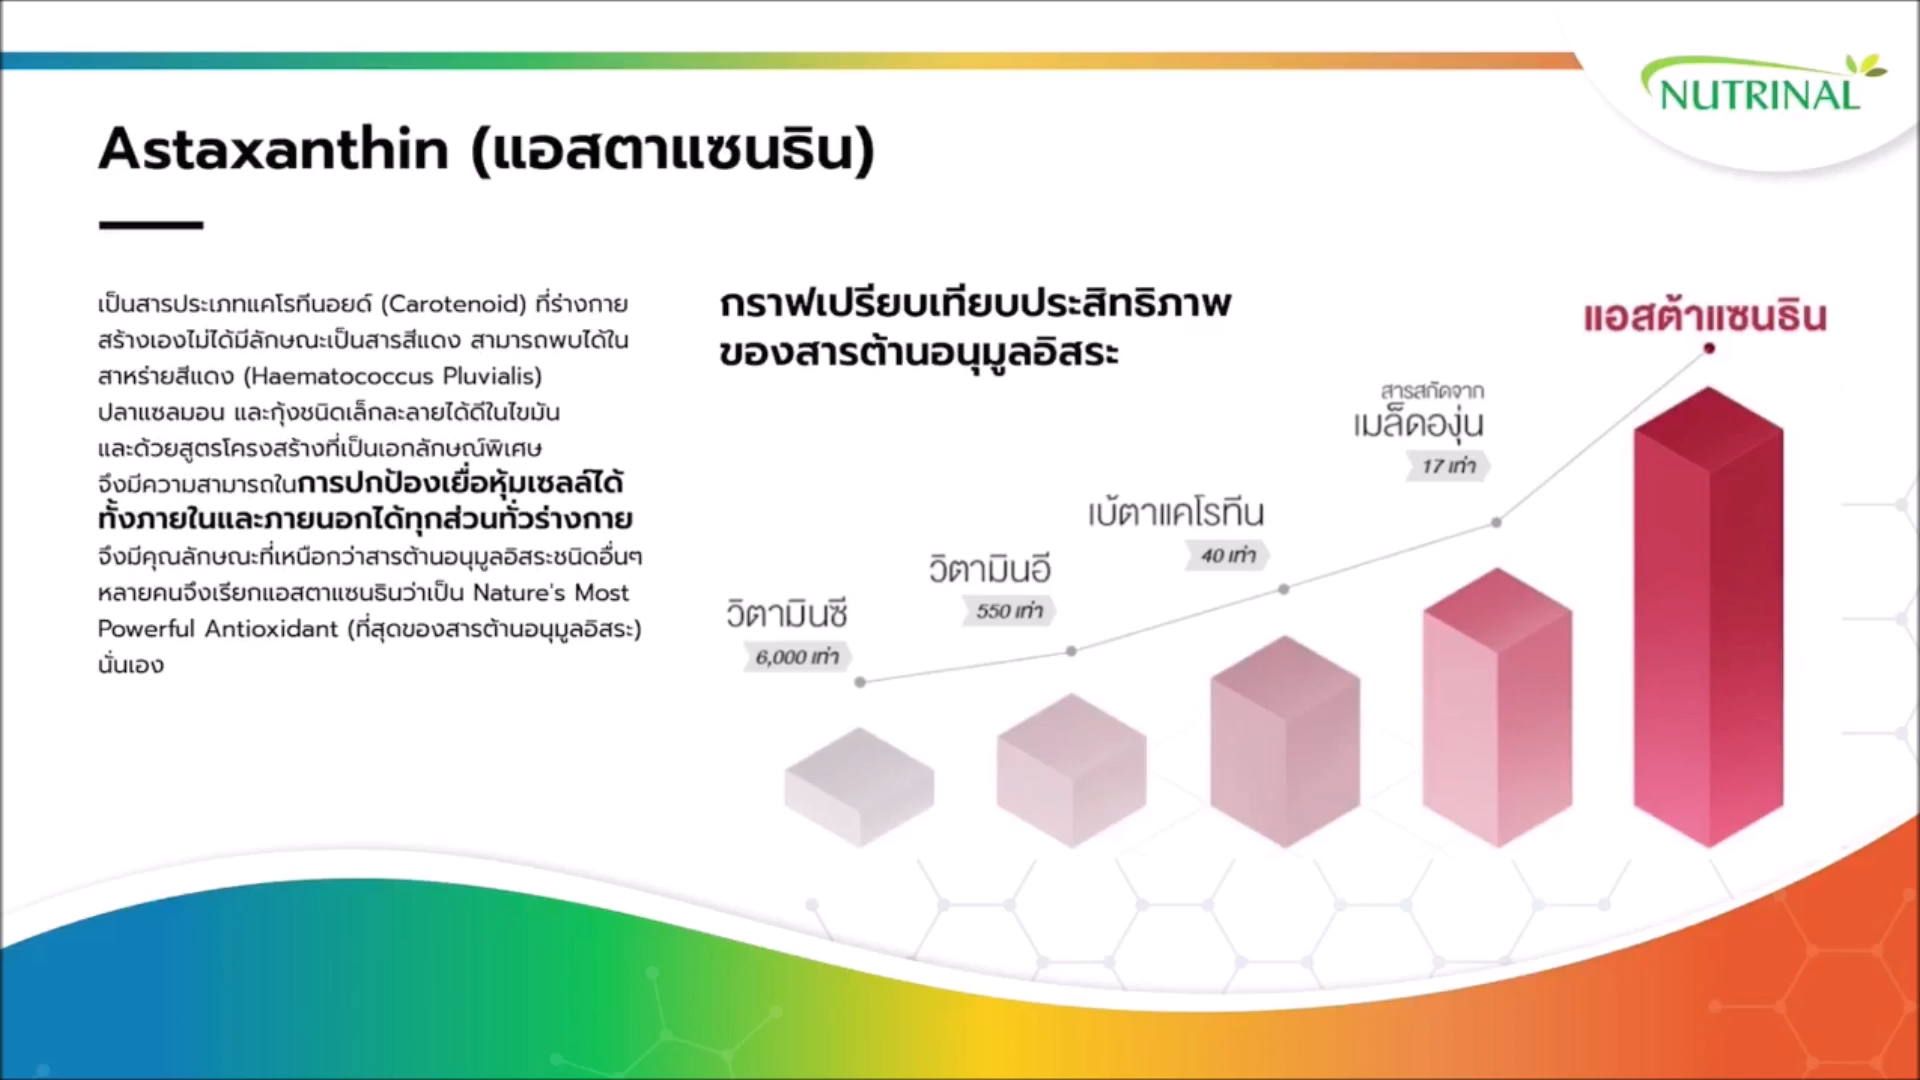 NUTRINAL
Astaxanthin (แอสตาแซนธิน)
เป็นสารประเภทแคโรทีนอยด์ (Carotenoid) ที่ร่างกาย
สร้างเองไม่ได้มีลักษณะเป็นสารสีแดง สามารถพบได้ใน
สาหร่ายสีแดง (Haematococcus Pluvialis)
ปลาแซลมอน และกุ้งชนิดเล็กละลายได้ดีในไขมัน
และด้วยสูตรโครงสร้างที่เป็นเอกลักษณ์พิเศษ
จึงมีความสามารถในการปกป้องเยื่อหุ้มเซลล์ได้
ทั้งภายในและภายนอกได้ทุกส่วนทั่วร่างกาย
จึงมีคุณลักษณะที่เหนือกว่าสารต้านอนุมูลอิสระชนิดอื่นๆ
หลายคนจึงเรียกแอสตาแซนธินว่าเป็น Nature's Most
Powerful Antioxidant (ที่สุดของสารต้านอนุมูลอิสระ)
นั่นเอง
กราฟเปรียบเทียบประสิทธิภาพ
ของสารต้านอนุมูลอิสระ
วิตามินซี
6,000 เท่า
วิตามินอี
550 เท่า
เบ้ตาแคโรทีน
40 เท่า
สารสกัดจาก
เมล็ดองุ่น
17 เท่า
แอสต้าแซนธิน